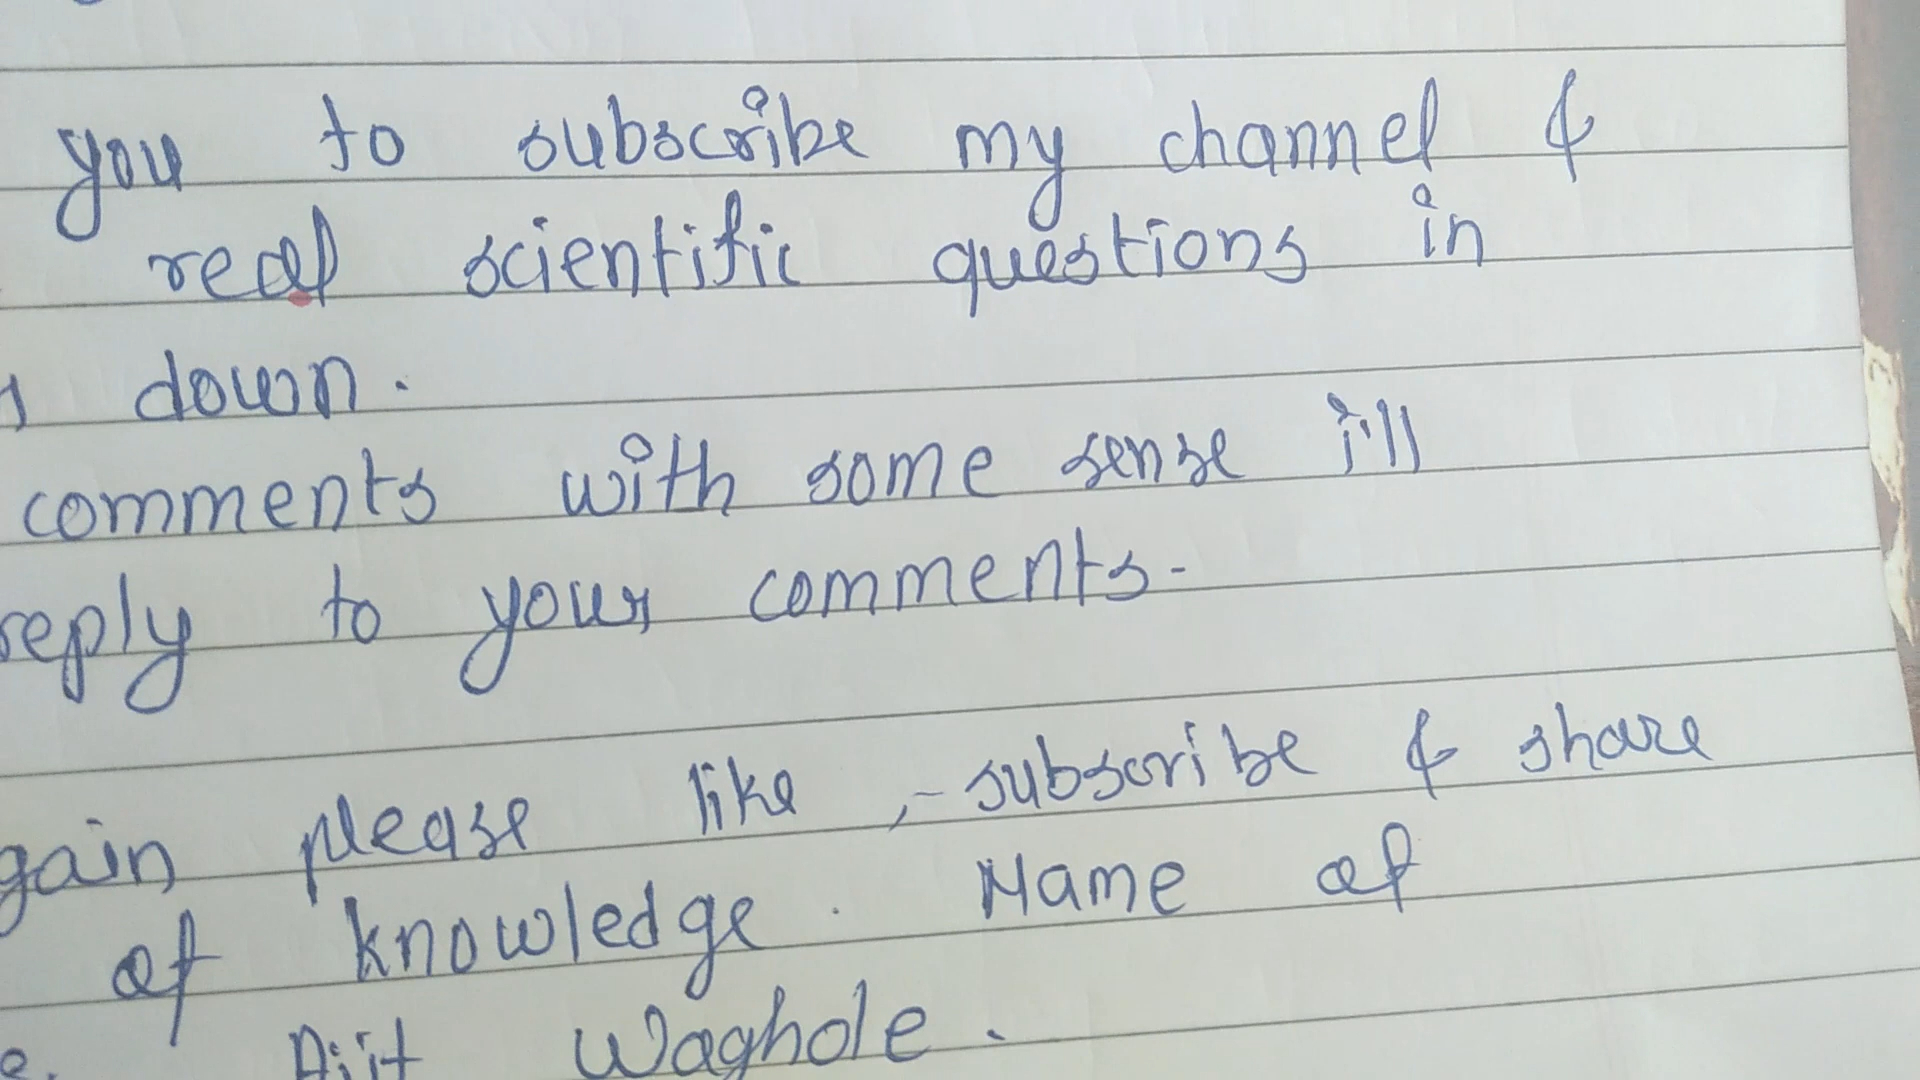 you to subscribe my channel &
real scientific questions in
down.
comments with some sense i'll
reply to your comments.
gain please like, subscribe & share
of knowledge. Name of
Ajit Waghole.